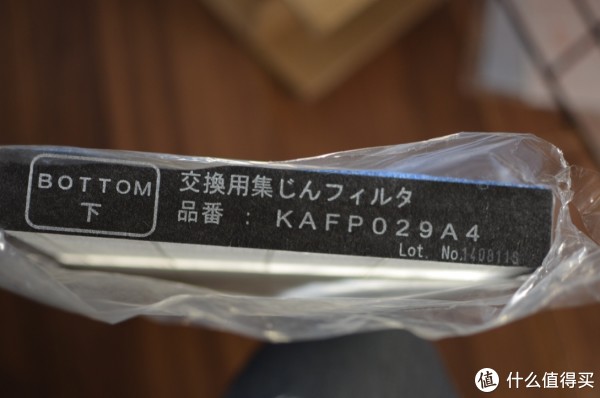 BOTTOM
下
交換用集じんフィルタ
品番 : KAFP029A4
Lot. No.
值 什么值得买